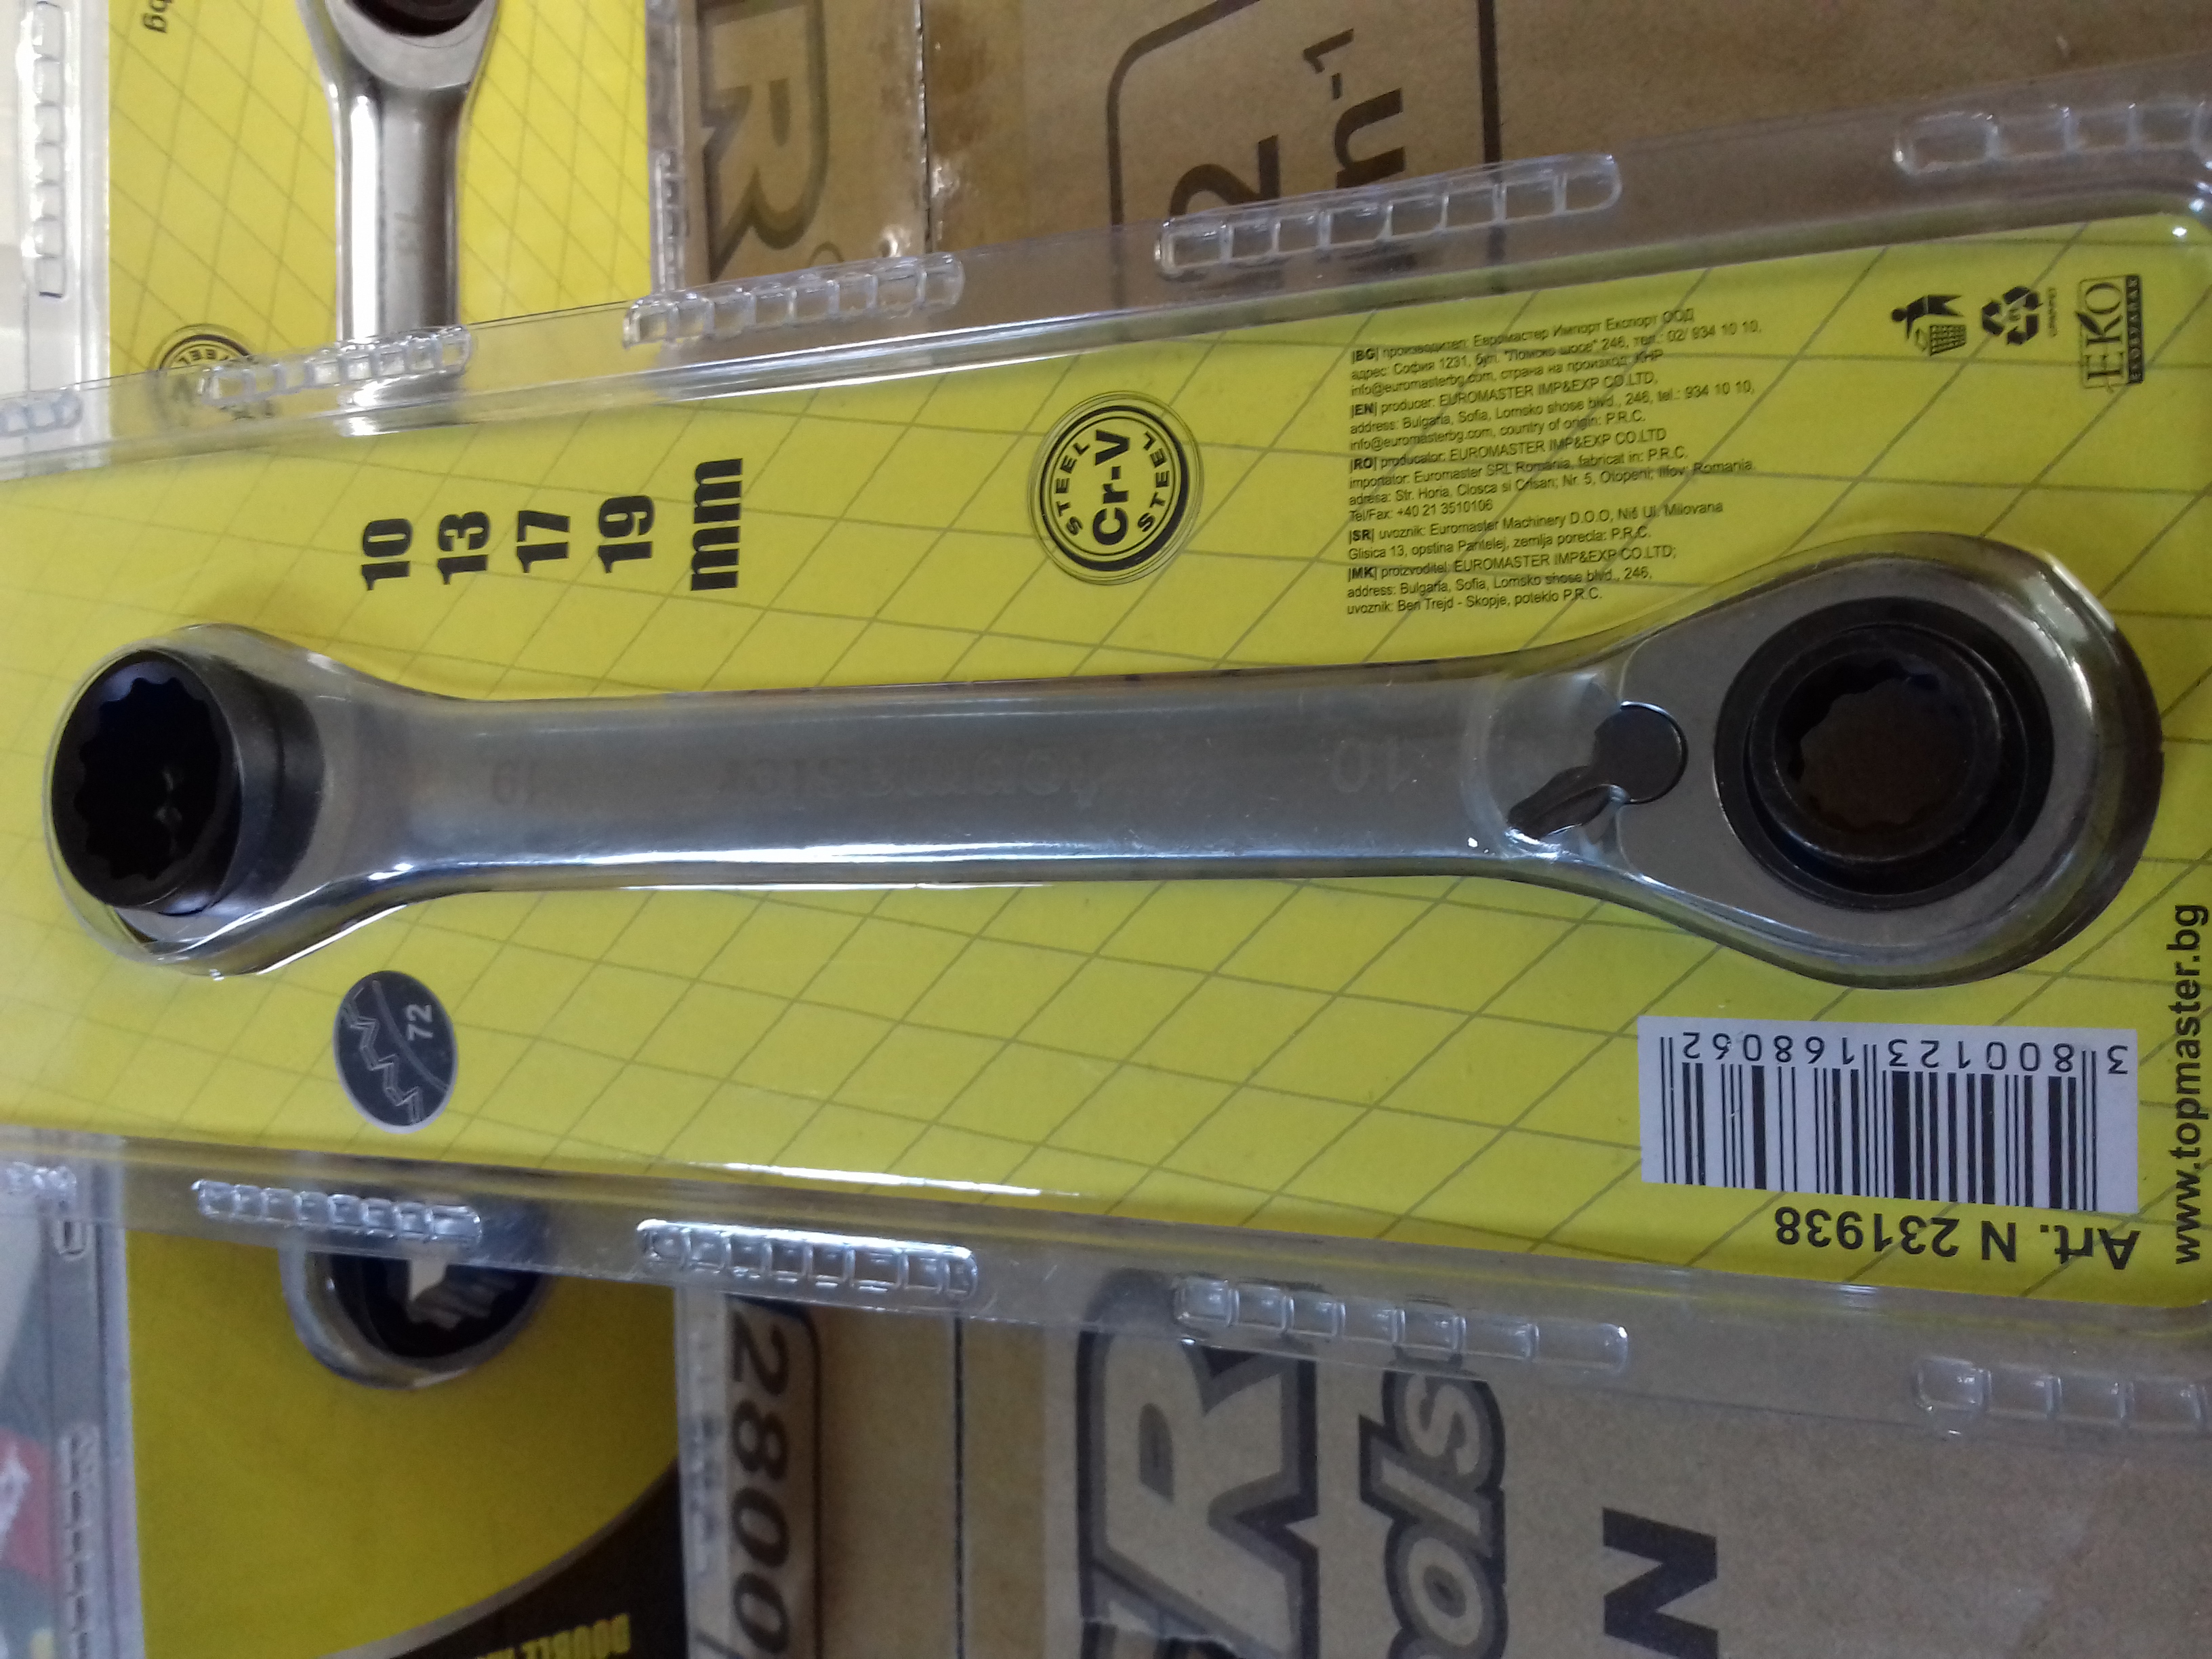 10
13
17
19
mm
STEEL
Cr-V
STEEL
|BG| производител: Евромастер Импорт Експорт ООД
адрес: София 1231, бул. "Ломско шосе" 246, тел.: 02/ 934 10 10,
info@euromasterbg.com, страна на произход: КНР
|EN| producer: EUROMASTER IMP&EXP CO.LTD,
address: Bulgaria, Sofia, Lomsko shose blvd., 246, tel.: 934 10 10,
info@euromasterbg.com, country of origin: P.R.C.
|RO| producator: EUROMASTER IMP&EXP CO.LTD
importator: Euromaster SRL Romania, fabricat in: P.R.C.
adresa: Str. Horia, Closca si Crisan; Nr. 5, Otopeni; Ilfov; Romania.
Tel/Fax: +40 21 3510106
|SR| uvoznik: Euromaster Machinery D.O.O, Niš Ul. Milovana
Glisica 13, opstina Pantelej, zemlja porecla: P.R.C.
|MK| proizvoditel: EUROMASTER IMP&EXP CO.LTD;
address: Bulgaria, Sofia, Lomsko shose blvd., 246,
uvoznik: Ben Trejd - Skopje, poteklo P.R.C.
EKO
19
topmaster
10
72
3 800123 168062
Art. N 231938
www.topmaster.bg
bg
R
2
n-1
2800
R
ols
N
DOUBLE